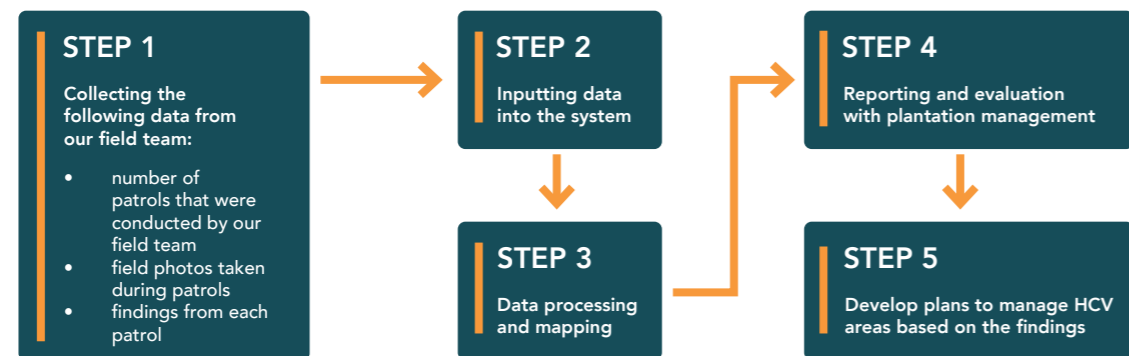 STEP 1
Collecting the
following data from
our field team:
• number of
patrols that were
conducted by our
field team
• field photos taken
during patrols
• findings from each
patrol
STEP 2
Inputting data
into the system
STEP 3
Data processing
and mapping
STEP 4
Reporting and evaluation
with plantation management
STEP 5
Develop plans to manage HCV
areas based on the findings